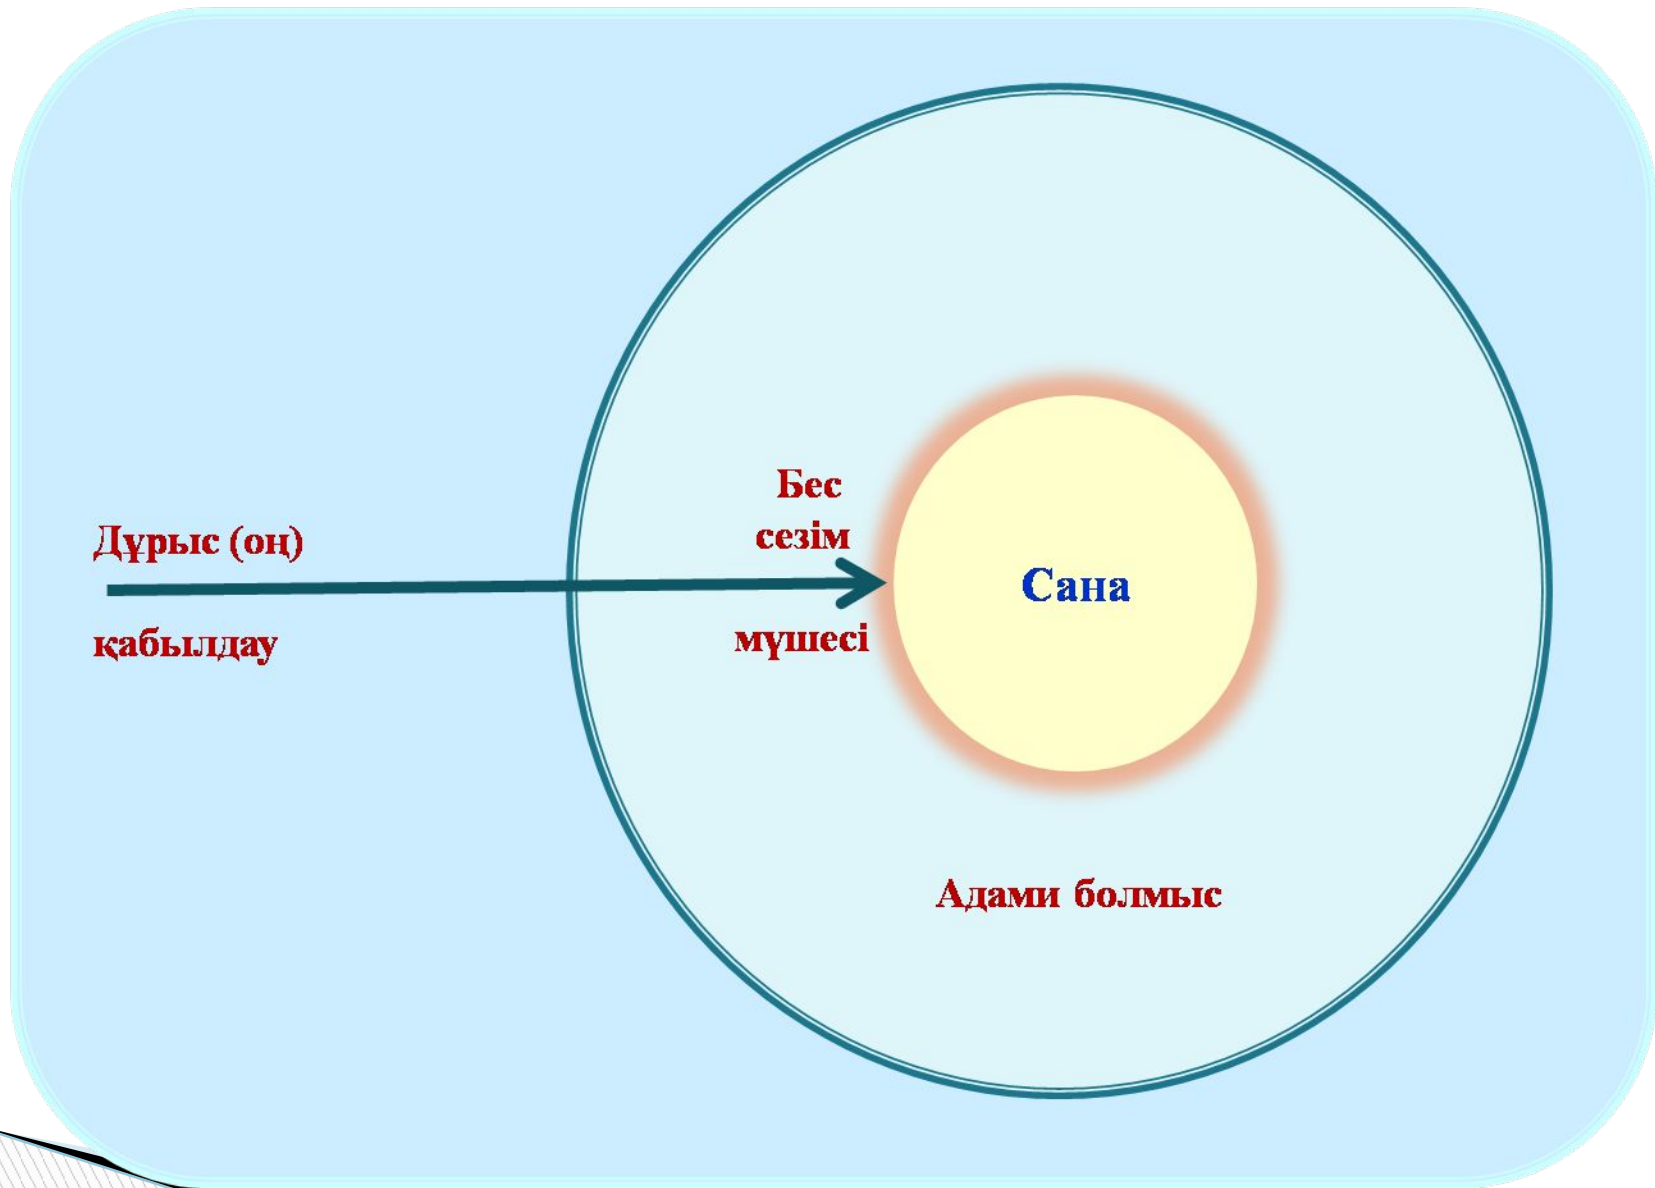 Бес
сезім
Дұрыс (оң)
Сана
қабылдау
мүшесі
Адами болмыс